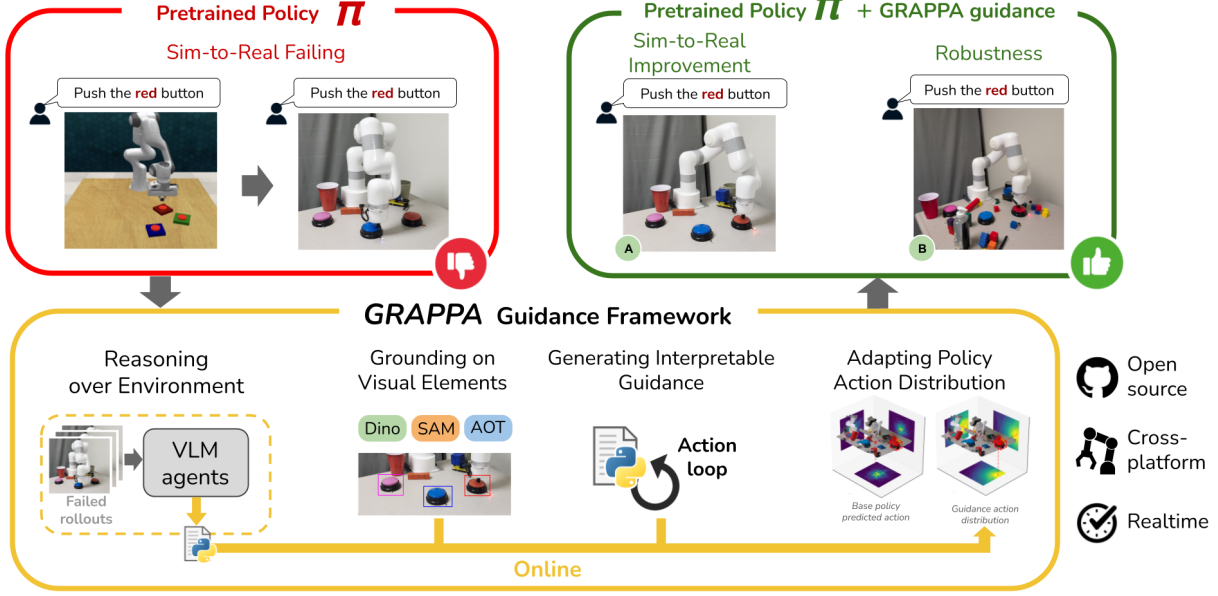 Pretrained Policy π
Sim-to-Real Failing
Push the red button
Push the red button
Pretrained Policy π + GRAPPA guidance
Sim-to-Real
Improvement
Robustness
Push the red button
Push the red button
A
B
GRAPPA Guidance Framework
Reasoning
over Environment
Failed
rollouts
VLM
agents
Grounding on
Visual Elements
Dino
SAM
AOT
Generating Interpretable
Guidance
Action
loop
Adapting Policy
Action Distribution
Base policy
predicted action
Guidance action
distribution
Online
Open
source
Cross-
platform
Realtime